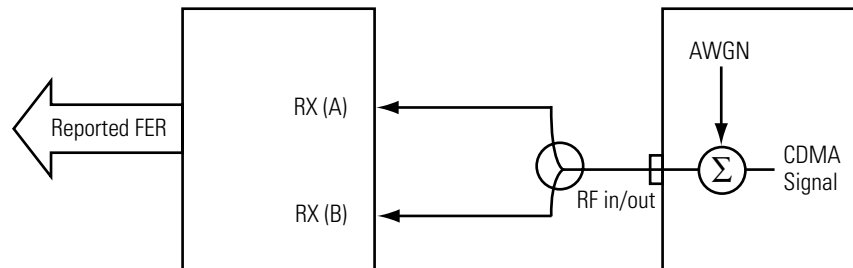 AWGN
RX (A)
Reported FER
CDMA
Signal
Σ
RX (B)
RF in/out